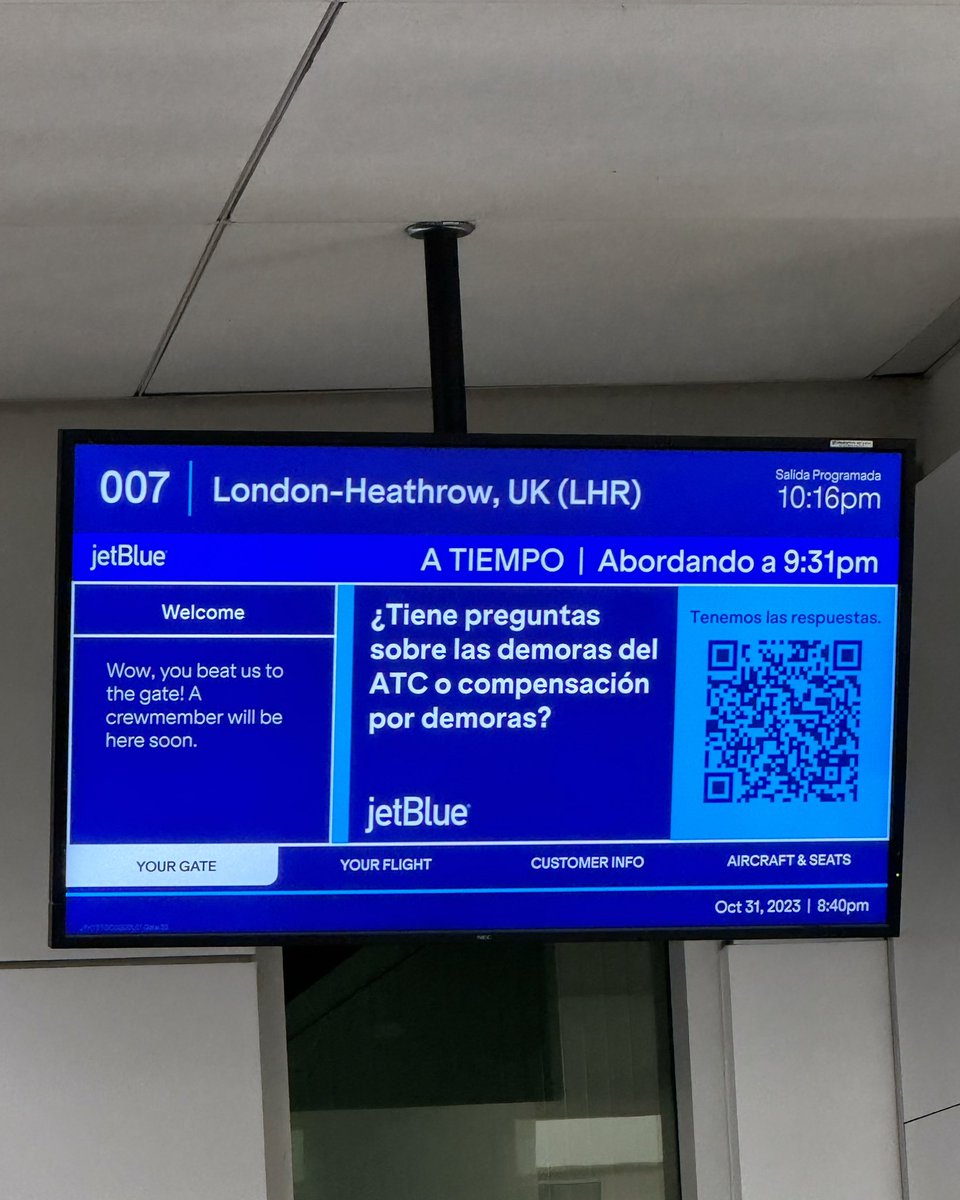 007
London-Heathrow, UK (LHR)
Salida Programada
10:16pm
jetBlue
A TIEMPO | Abordando a 9:31pm
Welcome
Wow, you beat us to
the gate! A
crewmember will be
here soon.
¿Tiene preguntas
sobre las demoras del
ATC o compensación
por demoras?
jetBlue
Tenemos las respuestas.
YOUR GATE
YOUR FLIGHT
CUSTOMER INFO
AIRCRAFT & SEATS
Oct 31, 2023 | 8:40pm
NEC